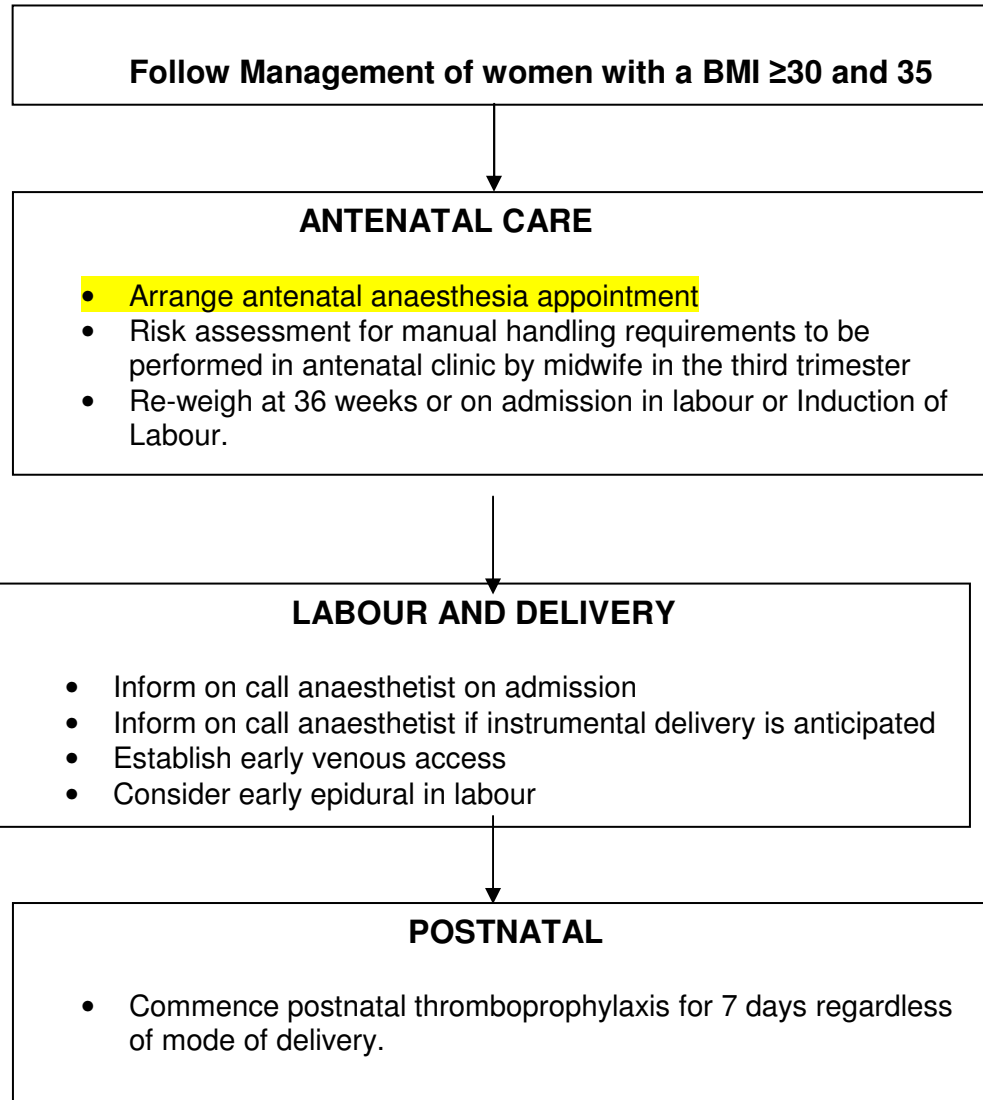 Follow Management of women with a BMI ≥30 and 35
ANTENATAL CARE
• Arrange antenatal anaesthesia appointment
• Risk assessment for manual handling requirements to be
performed in antenatal clinic by midwife in the third trimester
• Re-weigh at 36 weeks or on admission in labour or Induction of
Labour.
LABOUR AND DELIVERY
• Inform on call anaesthetist on admission
• Inform on call anaesthetist if instrumental delivery is anticipated
• Establish early venous access
• Consider early epidural in labour
POSTNATAL
• Commence postnatal thromboprophylaxis for 7 days regardless
of mode of delivery.